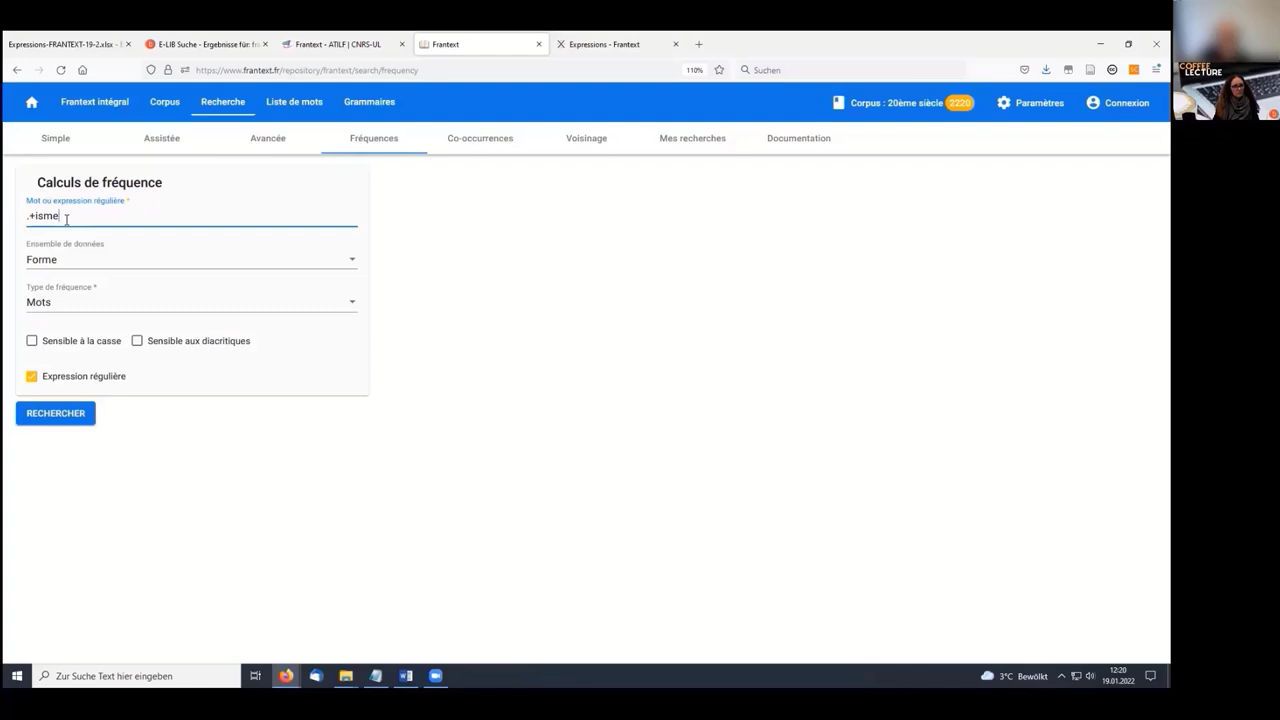 Expressions-FRANTEXT-19-2.xlsx - E
E-LIB Suche - Ergebnisse für: fra
Frantext - ATILF | CNRS-UL
Frantext
Expressions - Frantext
https://www.frantext.fr/repository/frantext/search/frequency
110%
Suchen
Frantext intégral
Corpus
Recherche
Liste de mots
Grammaires
Corpus : 20ème siècle 2220
Paramètres
Connexion
Simple
Assistée
Avancée
Fréquences
Co-occurrences
Voisinage
Mes recherches
Documentation
Calculs de fréquence
Mot ou expression régulière *
.+isme
Ensemble de données
Forme
Type de fréquence *
Mots
Sensible à la casse
Sensible aux diacritiques
Expression régulière
RECHERCHER
COFFEE
LECTURE
Zur Suche Text hier eingeben
3°C Bewölkt
12:20
19.01.2022